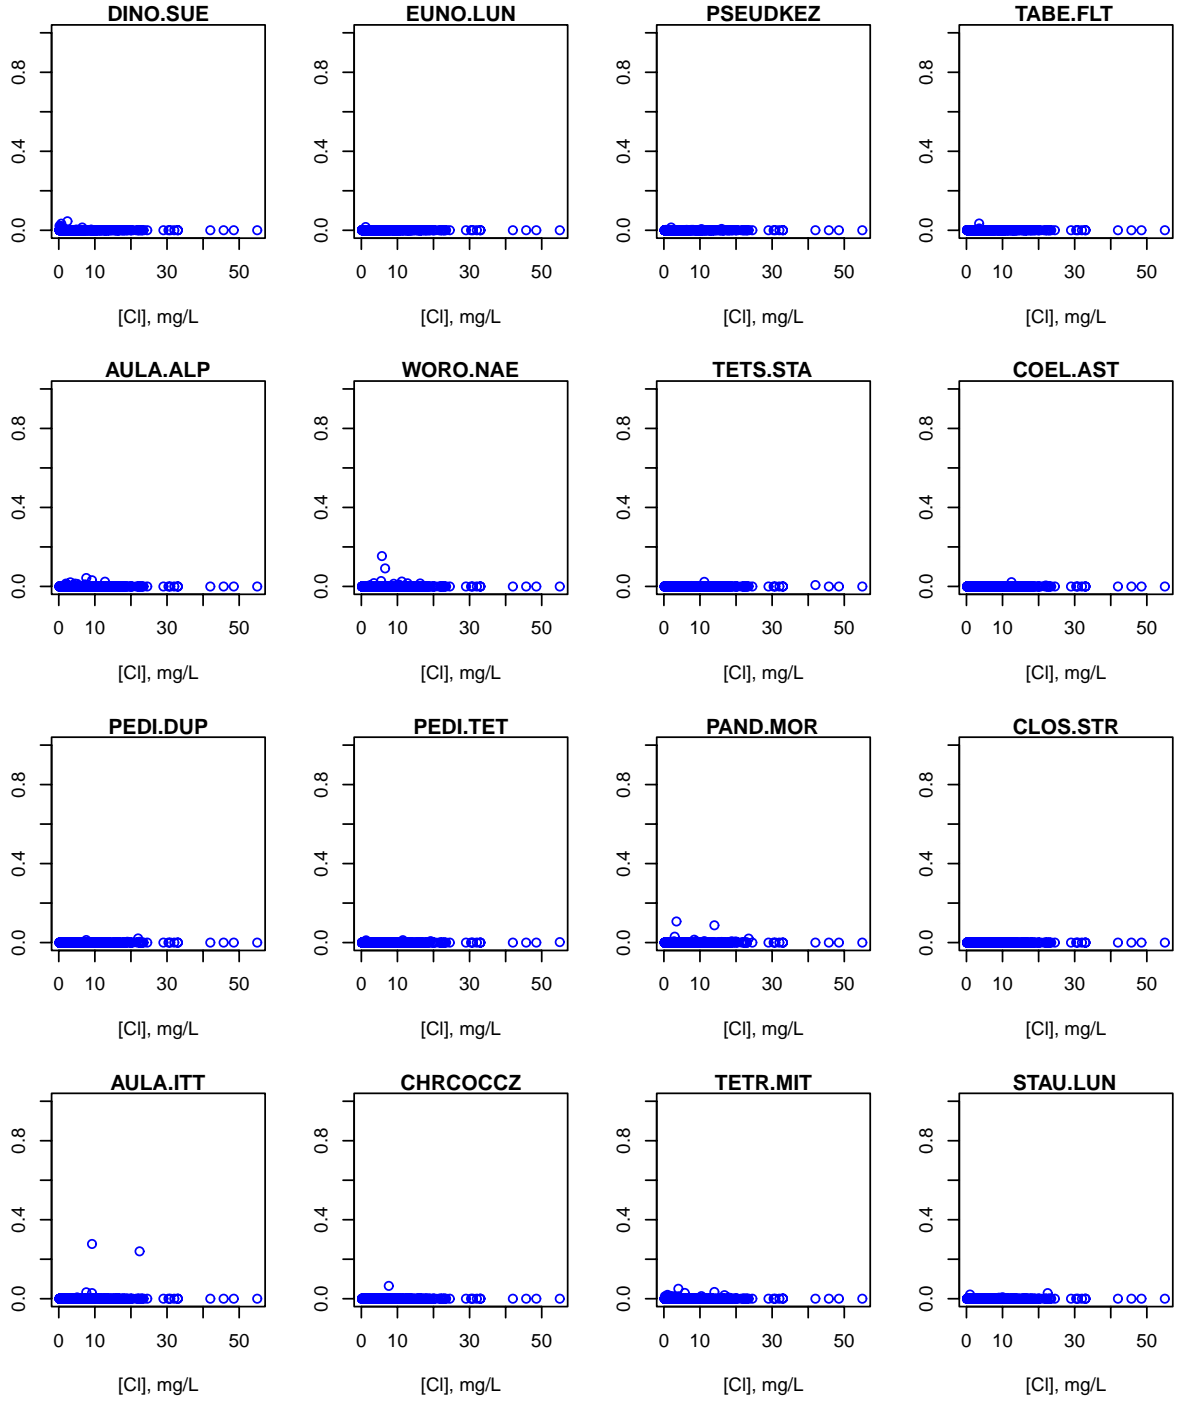 DINO.SUE EUNO.LUN PSEUDKEZ TABE.FLT
0.8 0.8 0.8 0.8
0.4 0.4 0.4 0.4
0.0 0.0 0.0 0.0
0 10 30 50 0 10 30 50 0 10 30 50 0 10 30 50
[Cl], mg/L [Cl], mg/L [Cl], mg/L [Cl], mg/L
AULA.ALP WORO.NAE TETS.STA COEL.AST
0.8 0.8 0.8 0.8
0.4 0.4 0.4 0.4
0.0 0.0 0.0 0.0
0 10 30 50 0 10 30 50 0 10 30 50 0 10 30 50
[Cl], mg/L [Cl], mg/L [Cl], mg/L [Cl], mg/L
PEDI.DUP PEDI.TET PAND.MOR CLOS.STR
0.8 0.8 0.8 0.8
0.4 0.4 0.4 0.4
0.0 0.0 0.0 0.0
0 10 30 50 0 10 30 50 0 10 30 50 0 10 30 50
[Cl], mg/L [Cl], mg/L [Cl], mg/L [Cl], mg/L
AULA.ITT CHRCOCCZ TETR.MIT STAU.LUN
0.8 0.8 0.8 0.8
0.4 0.4 0.4 0.4
0.0 0.0 0.0 0.0
0 10 30 50 0 10 30 50 0 10 30 50 0 10 30 50
[Cl], mg/L [Cl], mg/L [Cl], mg/L [Cl], mg/L